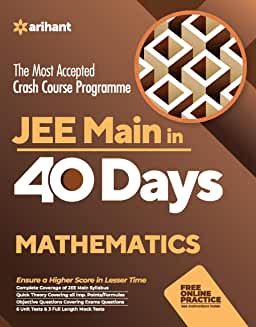 arihant
The Most Accepted
Crash Course Programme
JEE Main in
40 Days
MATHEMATICS
Ensure a Higher Score in Lesser Time
Complete Coverage of JEE Main Syllabus
Quick Theory Covering all Imp. Points/Formulas
Objective Questions Covering Exams Questions
6 Unit Tests & 3 Full Length Mock Tests
FREE
ONLINE
PRACTICE